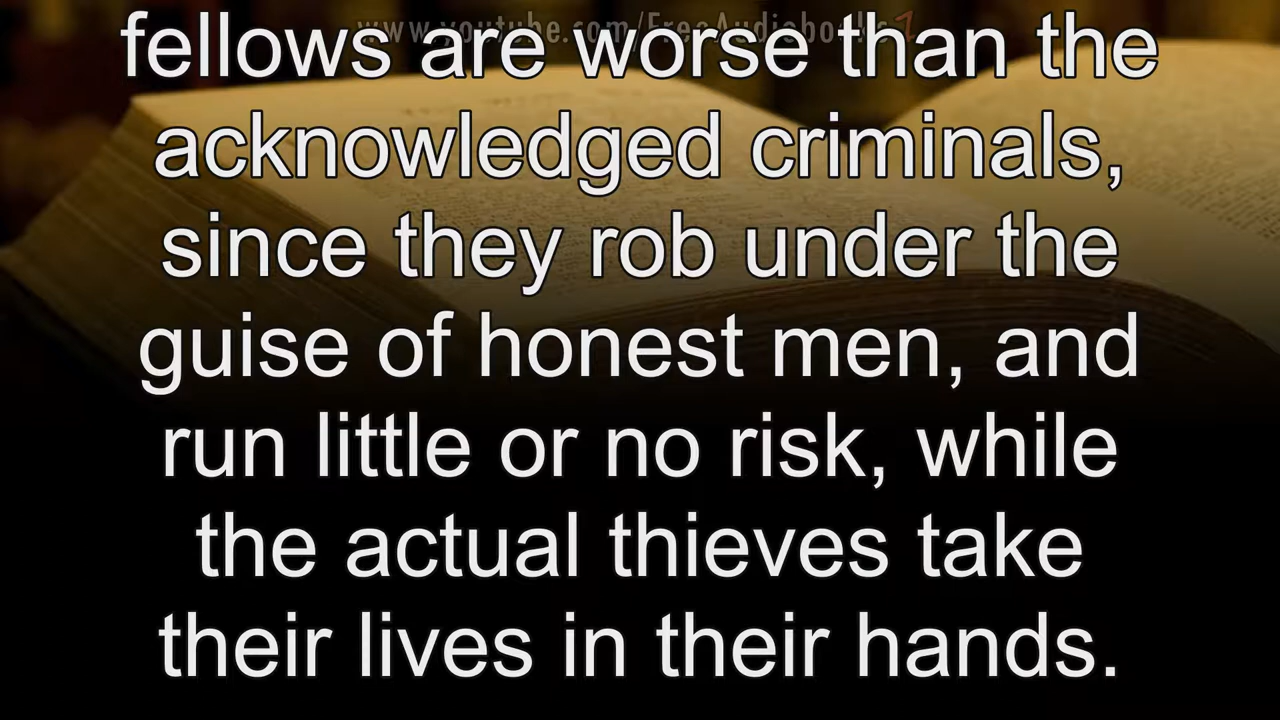 www.youtube.com/FreeAudiobooks
fellows are worse than the
acknowledged criminals,
since they rob under the
guise of honest men, and
run little or no risk, while
the actual thieves take
their lives in their hands.